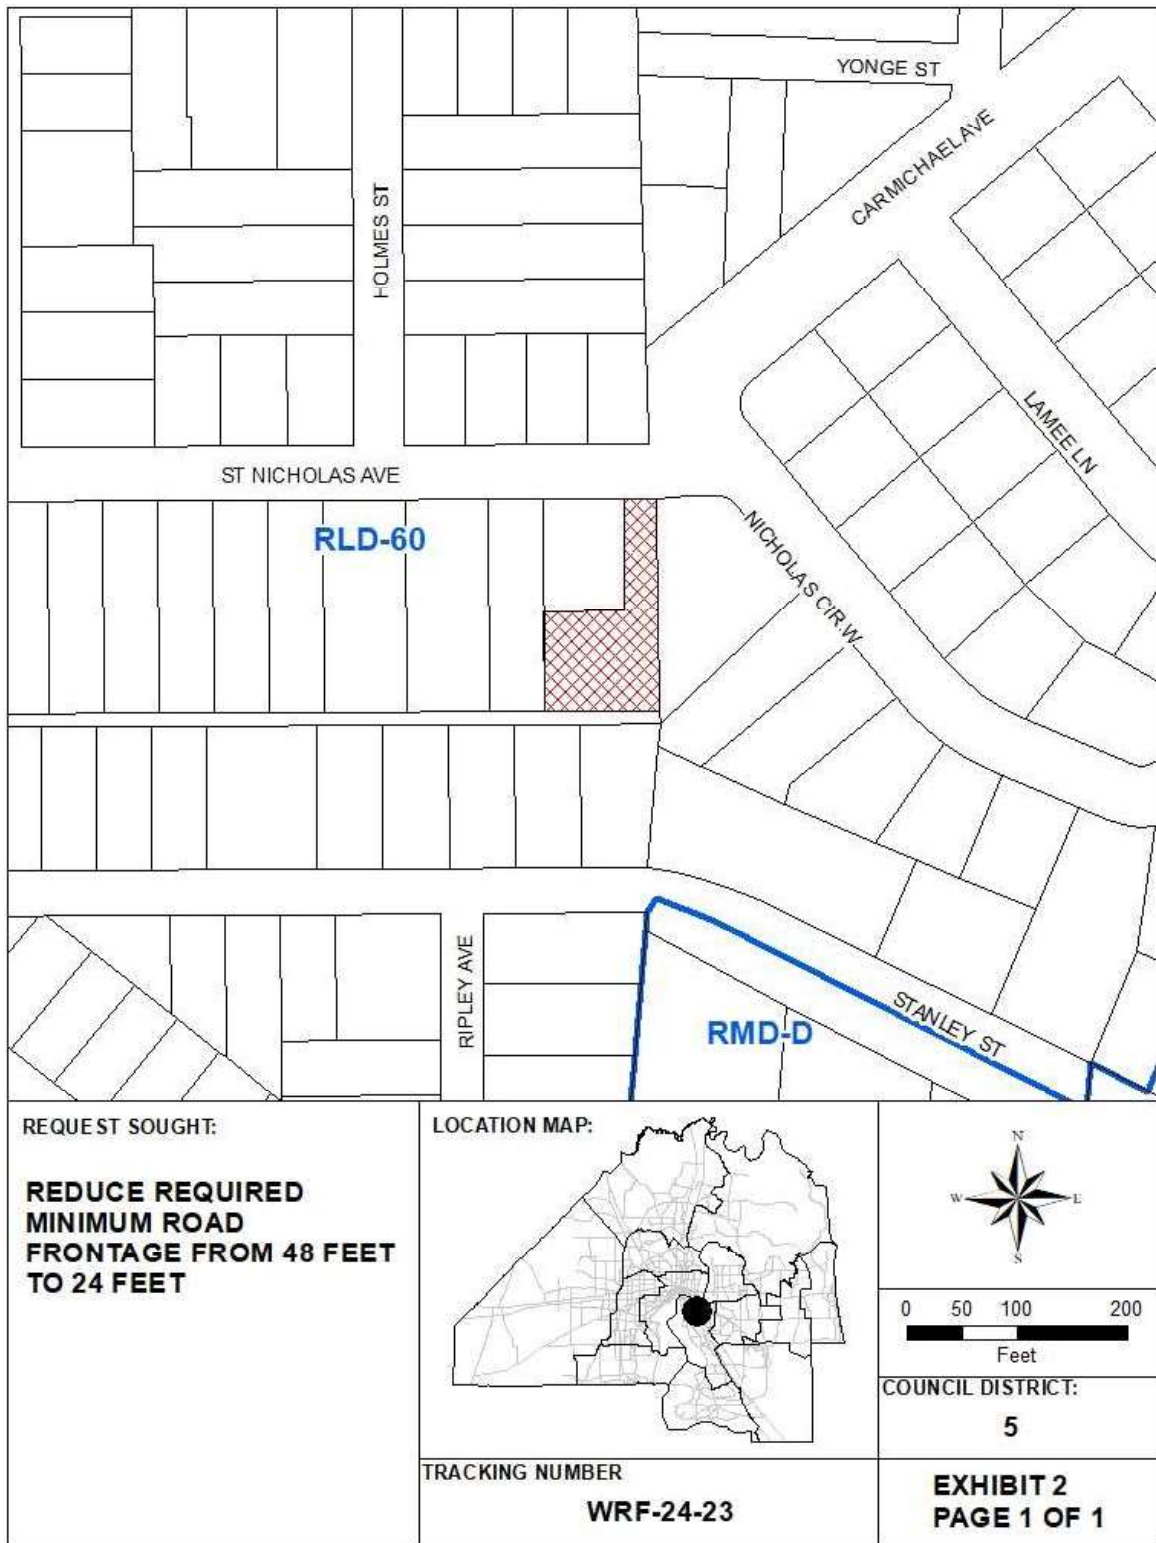 YONGE ST
CARMICHAEL AVE
HOLMES ST
LAMEE LN
ST NICHOLAS AVE
RLD-60
NICHOLAS CIR W
RIPLEY AVE
STANLEY ST
RMD-D
REQUEST SOUGHT:
REDUCE REQUIRED
MINIMUM ROAD
FRONTAGE FROM 48 FEET
TO 24 FEET
LOCATION MAP:
N
W E
S
0 50 100 200
Feet
COUNCIL DISTRICT:
5
TRACKING NUMBER
WRF-24-23
EXHIBIT 2
PAGE 1 OF 1